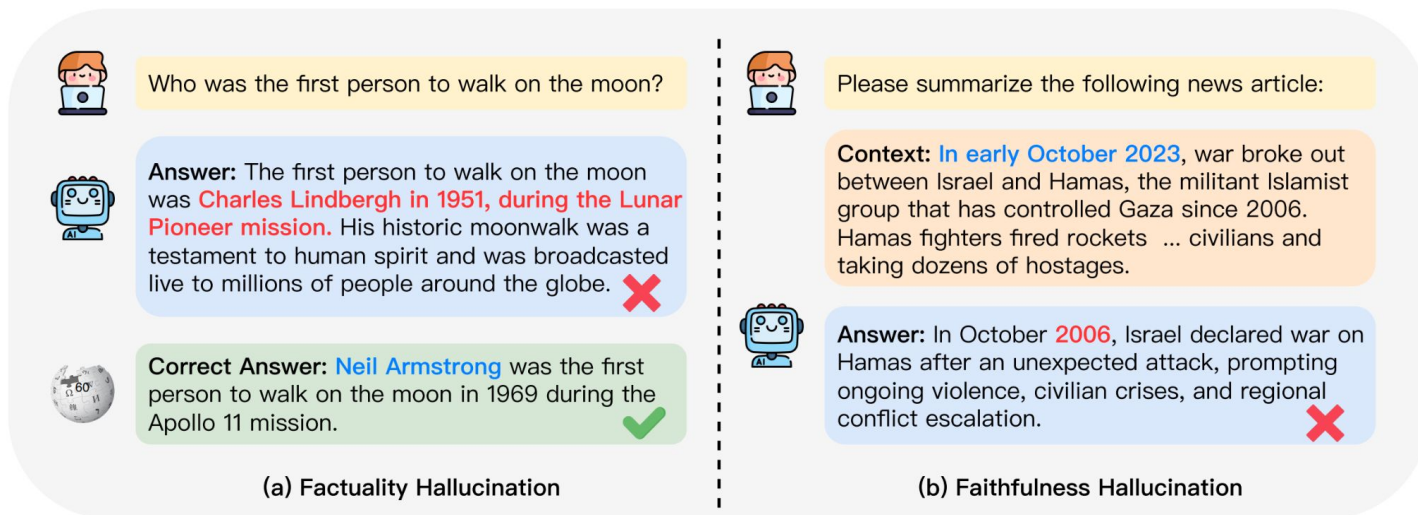 Who was the first person to walk on the moon?
Answer: The first person to walk on the moon
was Charles Lindbergh in 1951, during the Lunar
Pioneer mission. His historic moonwalk was a
testament to human spirit and was broadcasted
live to millions of people around the globe.
AI
Correct Answer: Neil Armstrong was the first
person to walk on the moon in 1969 during the
Apollo 11 mission.
Ω 60
(a) Factuality Hallucination
Please summarize the following news article:
Context: In early October 2023, war broke out
between Israel and Hamas, the militant Islamist
group that has controlled Gaza since 2006.
Hamas fighters fired rockets ... civilians and
taking dozens of hostages.
Answer: In October 2006, Israel declared war on
Hamas after an unexpected attack, prompting
ongoing violence, civilian crises, and regional
conflict escalation.
AI
(b) Faithfulness Hallucination